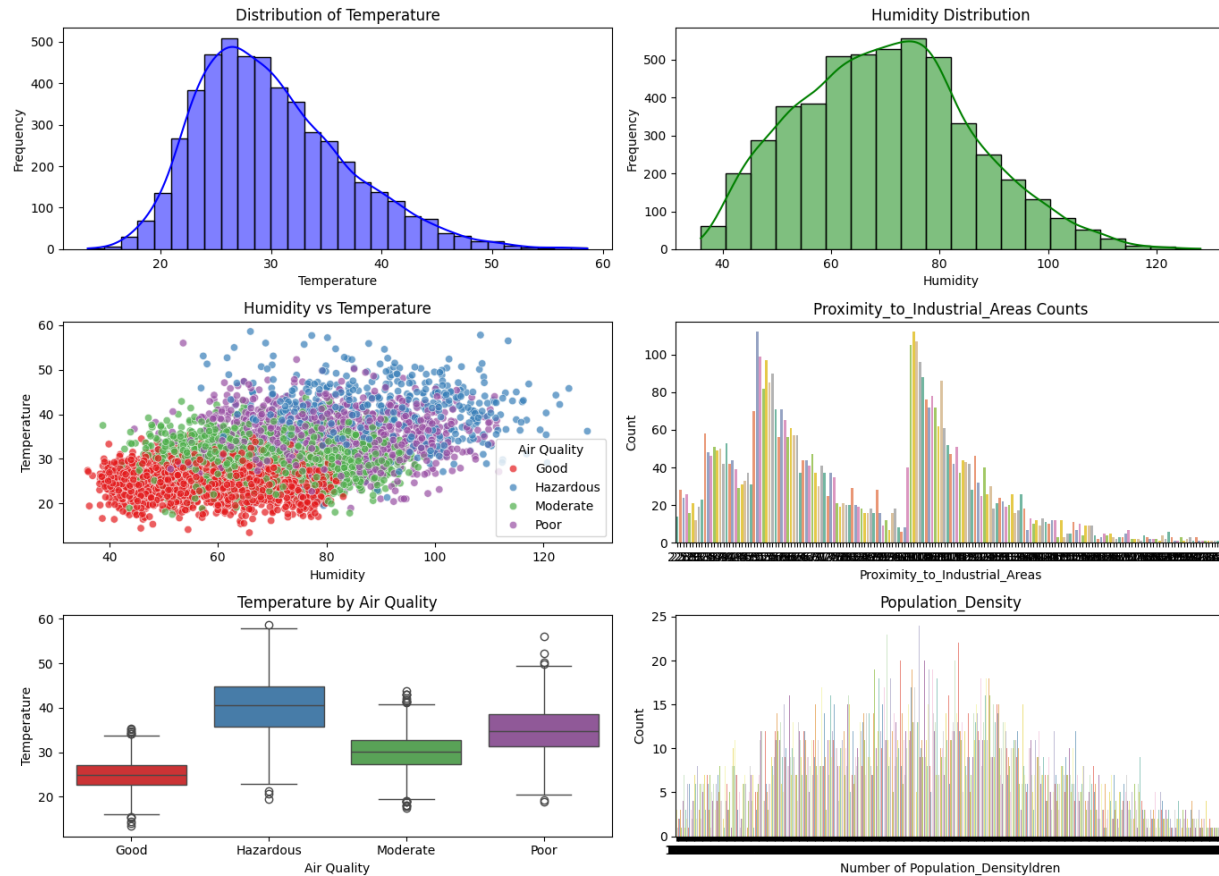 Distribution of Temperature
Frequency
500
400
300
200
100
0
20 30 40 50 60
Temperature
Humidity Distribution
Frequency
500
400
300
200
100
0
40 60 80 100 120
Humidity
Humidity vs Temperature
Temperature
60
50
40
30
20
40 60 80 100 120
Humidity
Air Quality
Good
Hazardous
Moderate
Poor
Proximity_to_Industrial_Areas Counts
Count
100
80
60
40
20
0
Proximity_to_Industrial_Areas
Temperature by Air Quality
Temperature
60
50
40
30
20
Good Hazardous Moderate Poor
Air Quality
Population_Density
Count
25
20
15
10
5
0
Number of Population_Densityldren